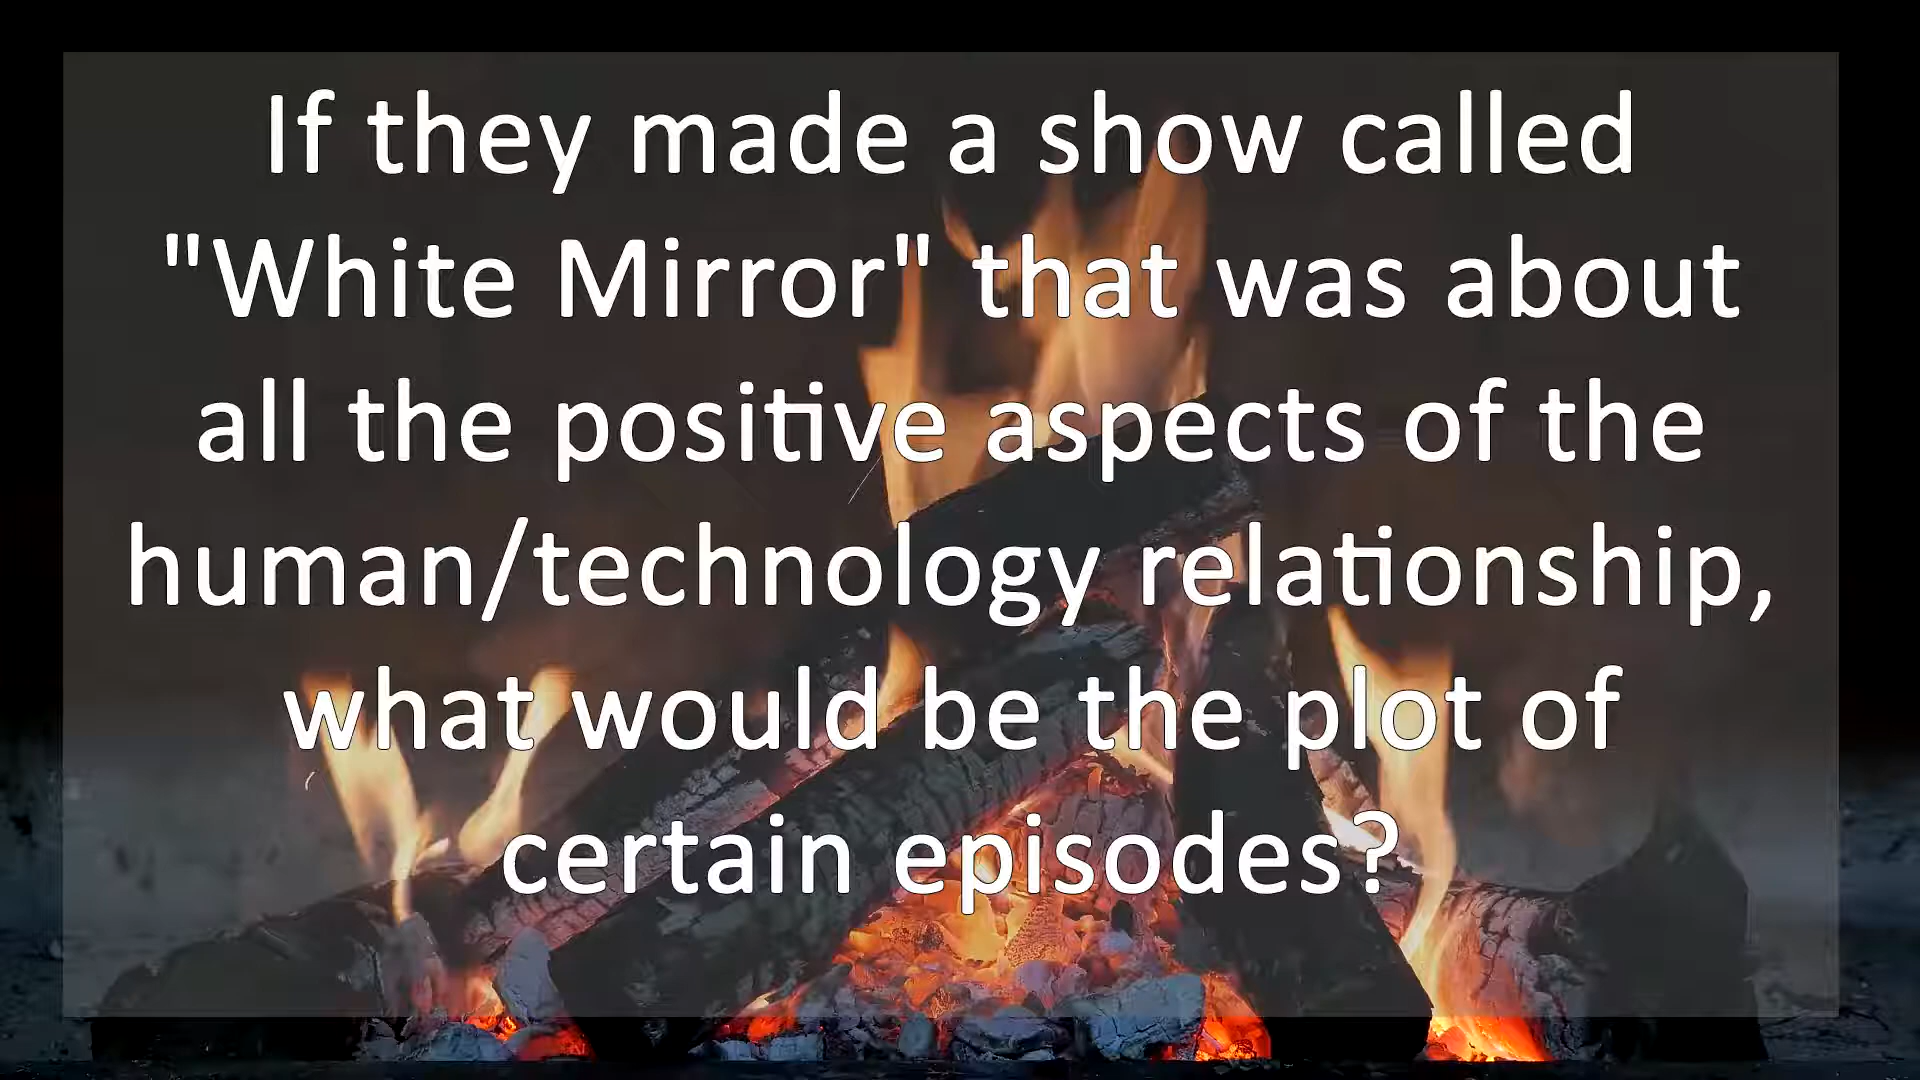 If they made a show called
"White Mirror" that was about
all the positive aspects of the
human/technology relationship,
what would be the plot of
certain episodes?